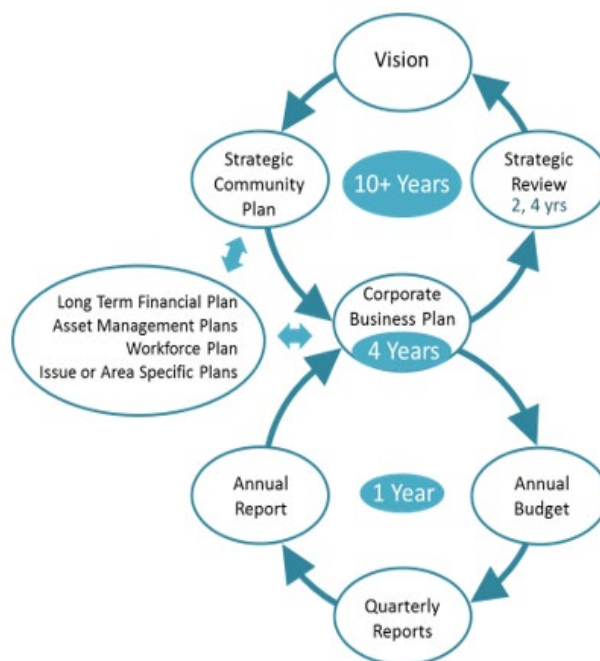 Vision
Strategic
Community
Plan
10+ Years
Strategic
Review
2, 4 yrs
Long Term Financial Plan
Asset Management Plans
Workforce Plan
Issue or Area Specific Plans
Corporate
Business Plan
4 Years
Annual
Report
1 Year
Annual
Budget
Quarterly
Reports